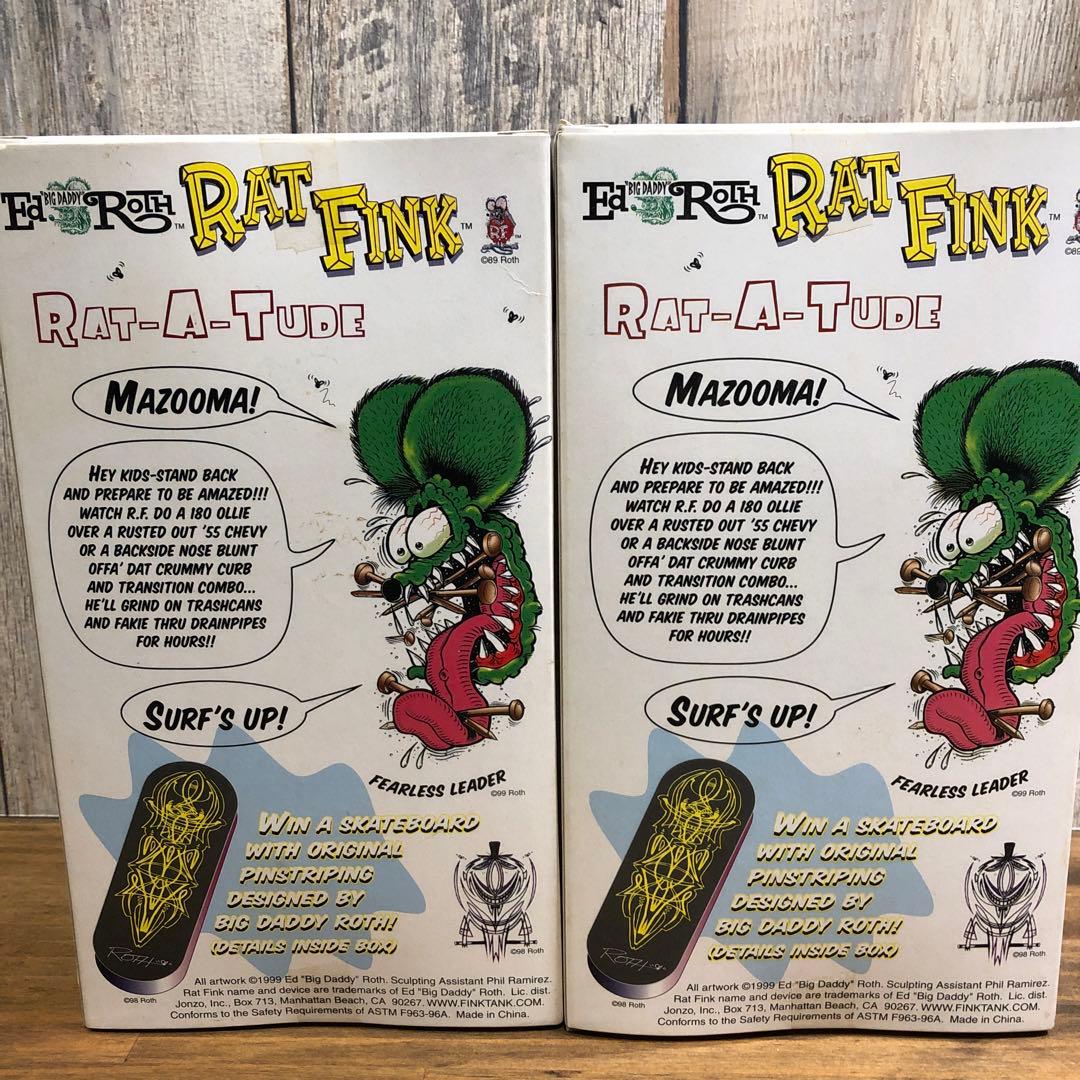 Ed "BIG DADDY" ROTH™ RAT FINK™
R.F.
©89 Roth
RAT-A-TUDE
MAZOOMA!
HEY KIDS-STAND BACK
AND PREPARE TO BE AMAZED!!!
WATCH R.F. DO A 180 OLLIE
OVER A RUSTED OUT '55 CHEVY
OR A BACKSIDE NOSE BLUNT
OFFA' DAT CRUMMY CURB
AND TRANSITION COMBO...
HE'LL GRIND ON TRASHCANS
AND FAKIE THRU DRAINPIPES
FOR HOURS!!
SURF'S UP!
FEARLESS LEADER
©99 Roth
WIN A SKATEBOARD
WITH ORIGINAL
PINSTRIPING
DESIGNED BY
BIG DADDY ROTH!
(DETAILS INSIDE BOX)
ROTH
©98 Roth
©98 Roth
All artwork ©1999 Ed "Big Daddy" Roth. Sculpting Assistant Phil Ramirez.
Rat Fink name and device are trademarks of Ed "Big Daddy" Roth. Lic. dist.
Jonzo, Inc., Box 713, Manhattan Beach, CA 90267. WWW.FINKTANK.COM.
Conforms to the Safety Requirements of ASTM F963-96A. Made in China.
Ed "BIG DADDY" ROTH™ RAT FINK™
RAT-A-TUDE
MAZOOMA!
HEY KIDS-STAND BACK
AND PREPARE TO BE AMAZED!!!
WATCH R.F. DO A 180 OLLIE
OVER A RUSTED OUT '55 CHEVY
OR A BACKSIDE NOSE BLUNT
OFFA' DAT CRUMMY CURB
AND TRANSITION COMBO...
HE'LL GRIND ON TRASHCANS
AND FAKIE THRU DRAINPIPES
FOR HOURS!!
SURF'S UP!
FEARLESS LEADER
©99 Roth
WIN A SKATEBOARD
WITH ORIGINAL
PINSTRIPING
DESIGNED BY
BIG DADDY ROTH!
(DETAILS INSIDE BOX)
ROTH
©98 Roth
©98 Roth
All artwork ©1999 Ed "Big Daddy" Roth. Sculpting Assistant Phil Ramirez.
Rat Fink name and device are trademarks of Ed "Big Daddy" Roth. Lic. dist.
Jonzo, Inc., Box 713, Manhattan Beach, CA 90267. WWW.FINKTANK.COM.
Conforms to the Safety Requirements of ASTM F963-96A. Made in China.